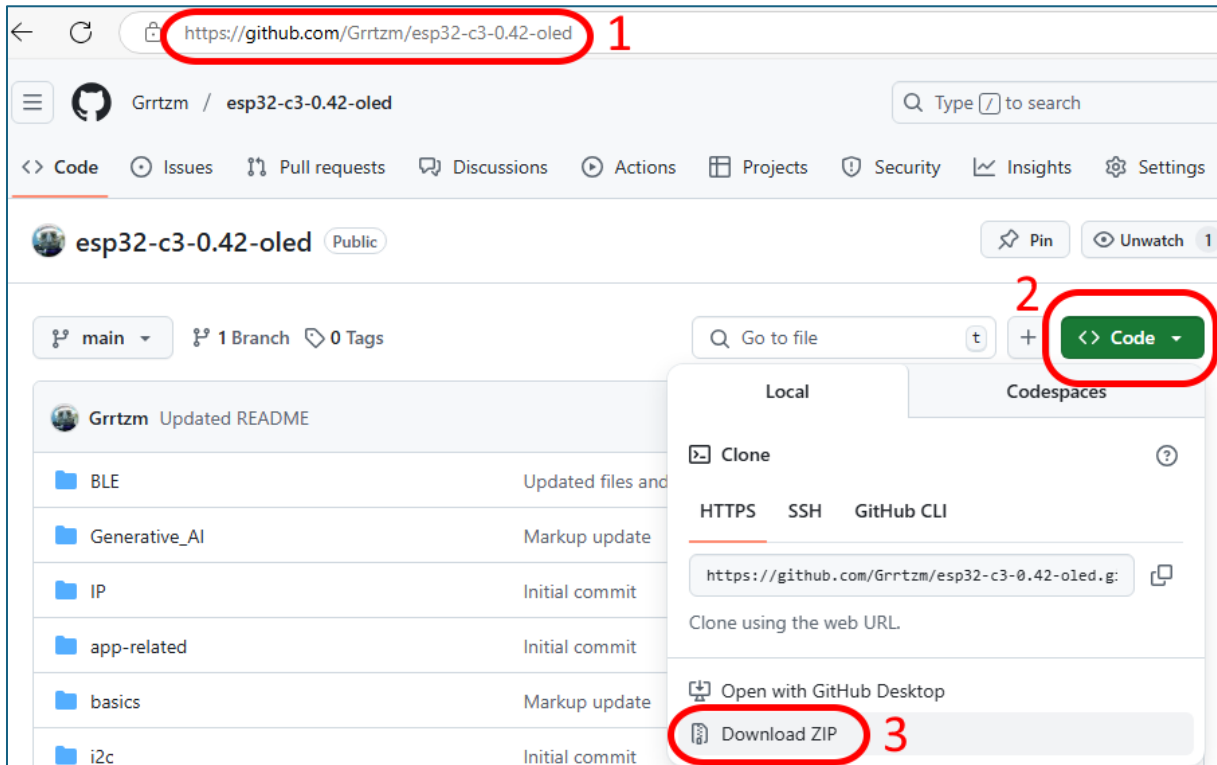 https://github.com/Grrtzm/esp32-c3-0.42-oled 1
Grrtzm / esp32-c3-0.42-oled
Type / to search
<> Code Issues Pull requests Discussions Actions Projects Security Insights Settings
esp32-c3-0.42-oled Public
Pin Unwatch 1
2
main 1 Branch 0 Tags
Go to file t + <> Code
Local Codespaces
Grrtzm Updated README
Clone
BLE Updated files and
HTTPS SSH GitHub CLI
Generative_AI Markup update
https://github.com/Grrtzm/esp32-c3-0.42-oled.g:
IP Initial commit
Clone using the web URL.
app-related Initial commit
Open with GitHub Desktop
basics Markup update
Download ZIP 3
i2c Initial commit